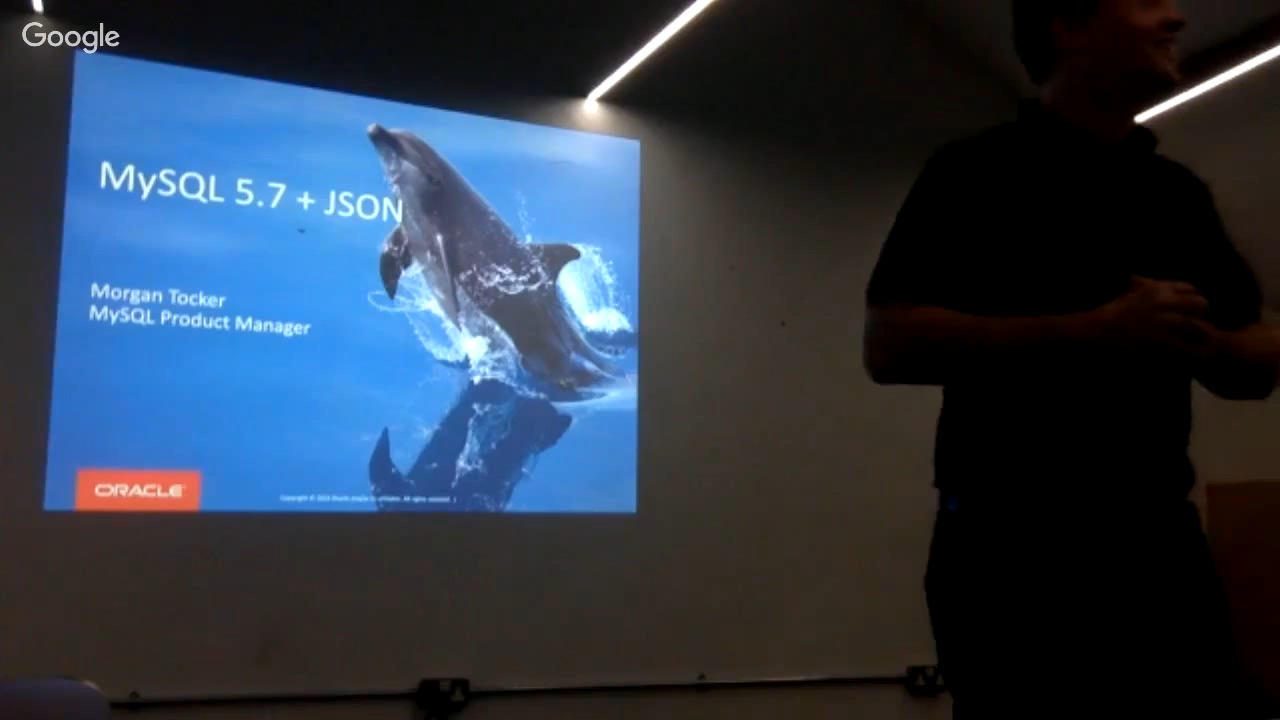 Google
MySQL 5.7 + JSON
Morgan Tocker
MySQL Product Manager
ORACLE